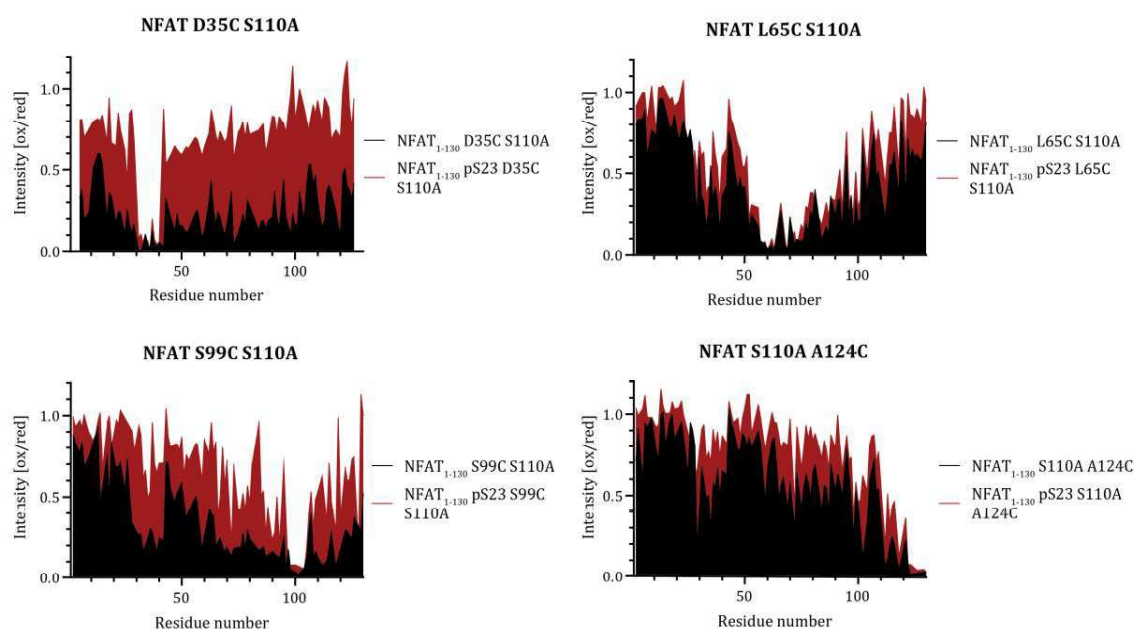 NFAT D35C S110A
1.0
0.5
0.0
50
100
Intensity [ox/red]
Residue number
NFAT1-130 D35C S110A
NFAT1-130 pS23 D35C
S110A
NFAT L65C S110A
1.0
0.5
0.0
50
100
Intensity [ox/red]
Residue number
NFAT1-130 L65C S110A
NFAT1-130 pS23 L65C
S110A
NFAT S99C S110A
1.0
0.5
0.0
50
100
Intensity [ox/red]
Residue number
NFAT1-130 S99C S110A
NFAT1-130 pS23 S99C
S110A
NFAT S110A A124C
1.0
0.5
0.0
50
100
Intensity [ox/red]
Residue number
NFAT1-130 S110A A124C
NFAT1-130 pS23 S110A
A124C